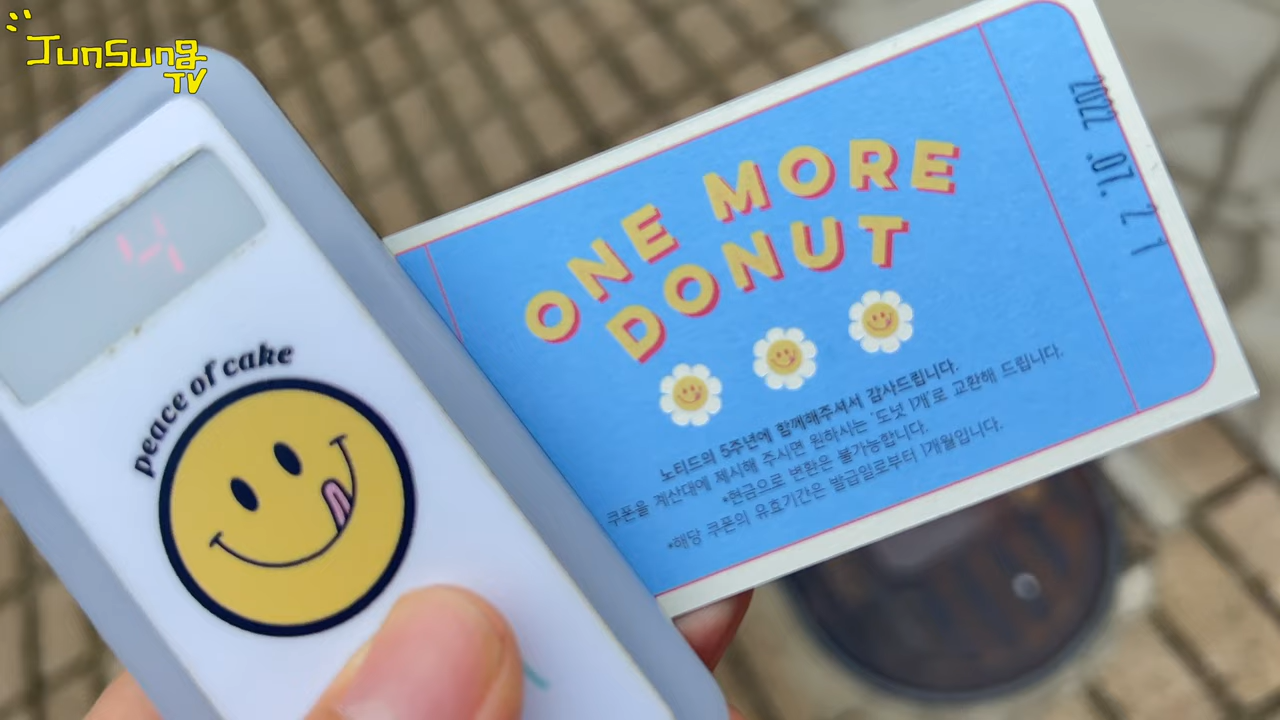 JunSung
TV
peace of cake
ONE MORE
DONUT
노티드의 5주년에 함께해주셔서 감사드립니다.
쿠폰을 계산대에 제시해 주시면 원하시는 '도넛 1개'로 교환해 드립니다.
•현금으로 변환은 불가능합니다.
•해당 쿠폰의 유효기간은 발급일로부터 1개월입니다.
2022 .07. 2 1